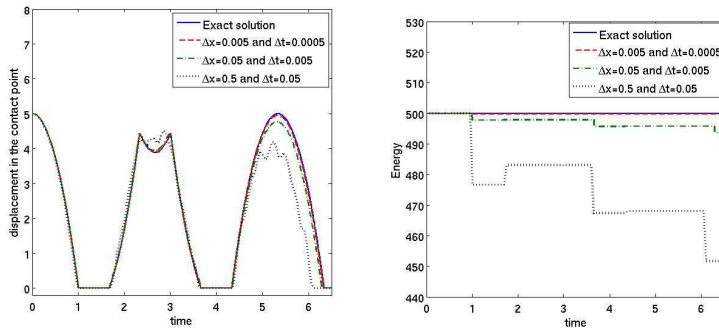 8
7
6
5
4
3
2
1
0
displacement in the contact point
Exact solution
Δx=0.005 and Δt=0.0005
Δx=0.05 and Δt=0.005
Δx=0.5 and Δt=0.05
0 1 2 3 4 5 6
time
530
520
510
500
490
480
470
460
450
440
Energy
Exact solution
Δx=0.005 and Δt=0.0005
Δx=0.05 and Δt=0.005
Δx=0.5 and Δt=0.05
0 1 2 3 4 5 6
time